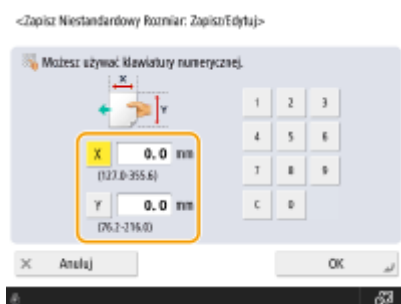 <Zapisz Niestandardowy Rozmiar: Zapisz/Edytuj>
Możesz używać klawiatury numerycznej.
X
Y
1 2 3
4 5 6
7 8 9
C 0
X 0. 0 mm
(127.0-355.6)
Y 0. 0 mm
(76.2-216.0)
Anuluj
OK